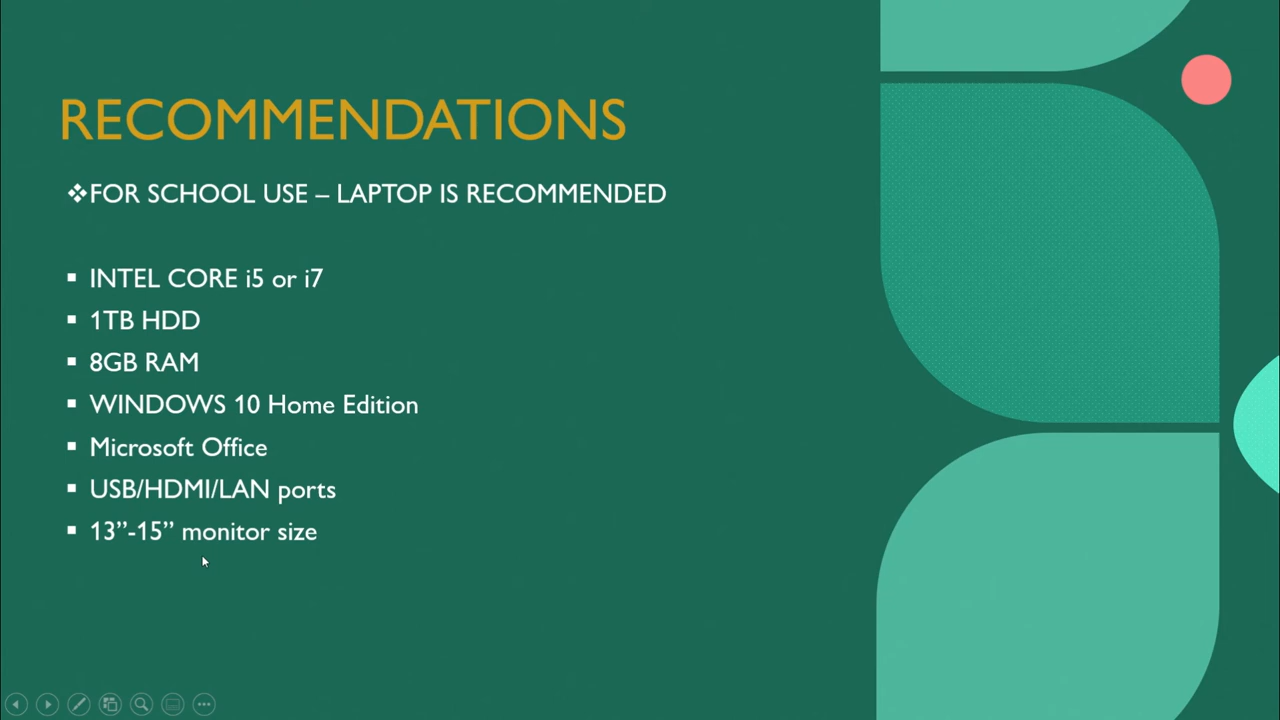 RECOMMENDATIONS
❖FOR SCHOOL USE – LAPTOP IS RECOMMENDED
▪ INTEL CORE i5 or i7
▪ 1TB HDD
▪ 8GB RAM
▪ WINDOWS 10 Home Edition
▪ Microsoft Office
▪ USB/HDMI/LAN ports
▪ 13”-15” monitor size